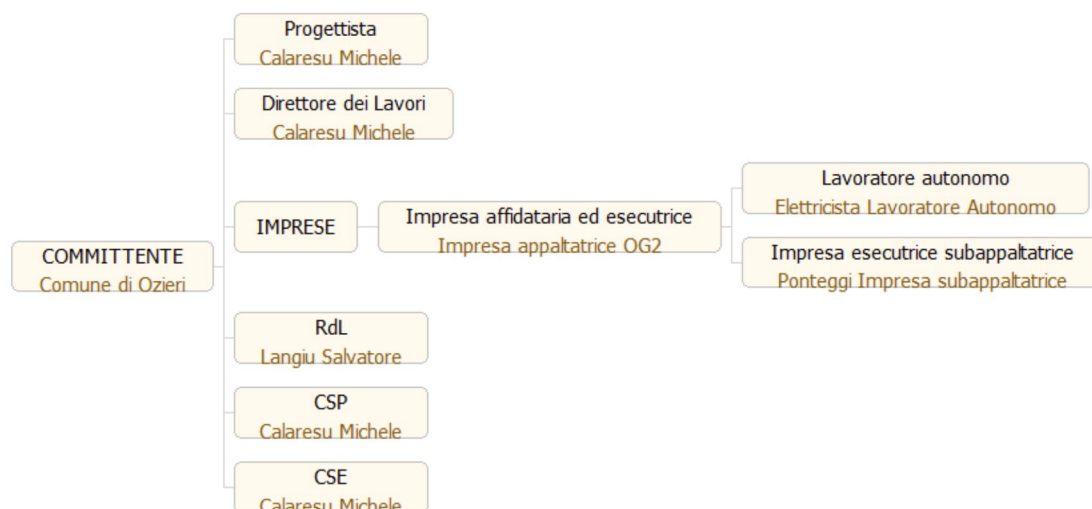 Progettista
Calaresu Michele
Direttore dei Lavori
Calaresu Michele
Lavoratore autonomo
Elettricista Lavoratore Autonomo
IMPRESE
Impresa affidataria ed esecutrice
Impresa appaltatrice OG2
Impresa esecutrice subappaltatrice
Ponteggi Impresa subappaltatrice
COMMITTENTE
Comune di Ozieri
RdL
Langiu Salvatore
CSP
Calaresu Michele
CSE
Calaresu Michele